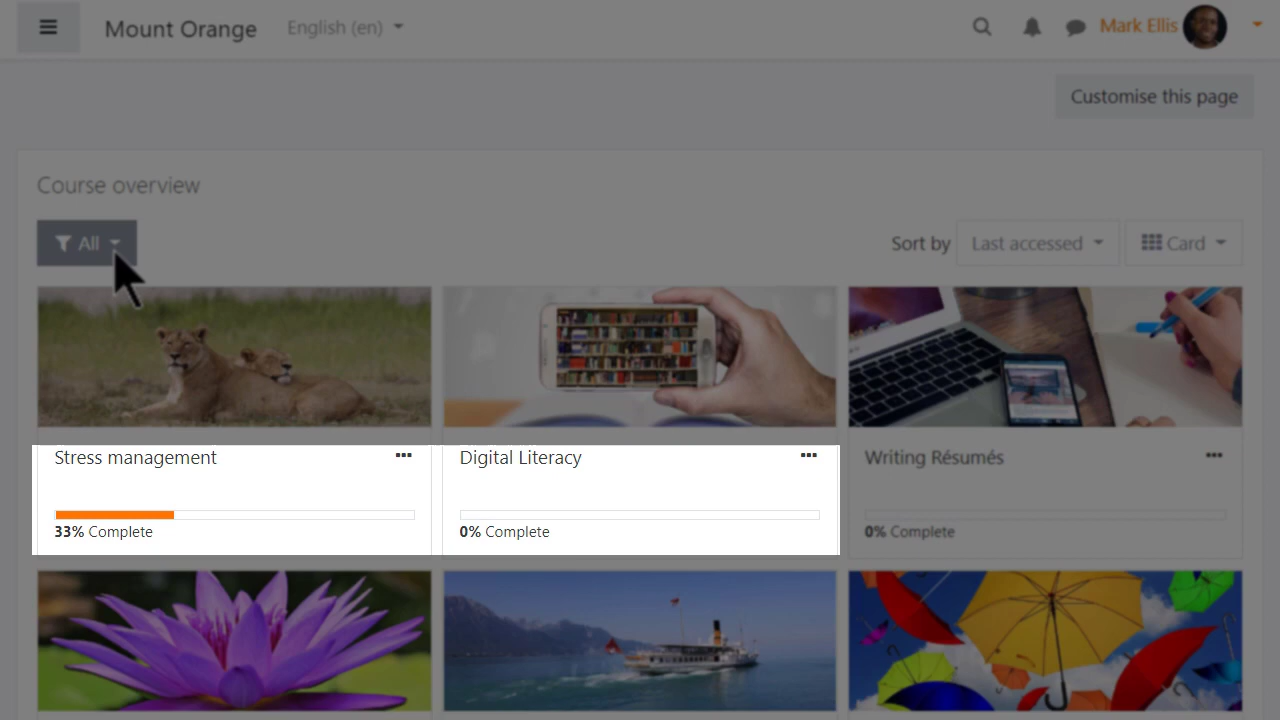 Mount Orange English (en) Mark Ellis
Customise this page
Course overview
All Sort by Last accessed Card
Stress management Digital Literacy Writing Résumés
33% Complete 0% Complete 0% Complete